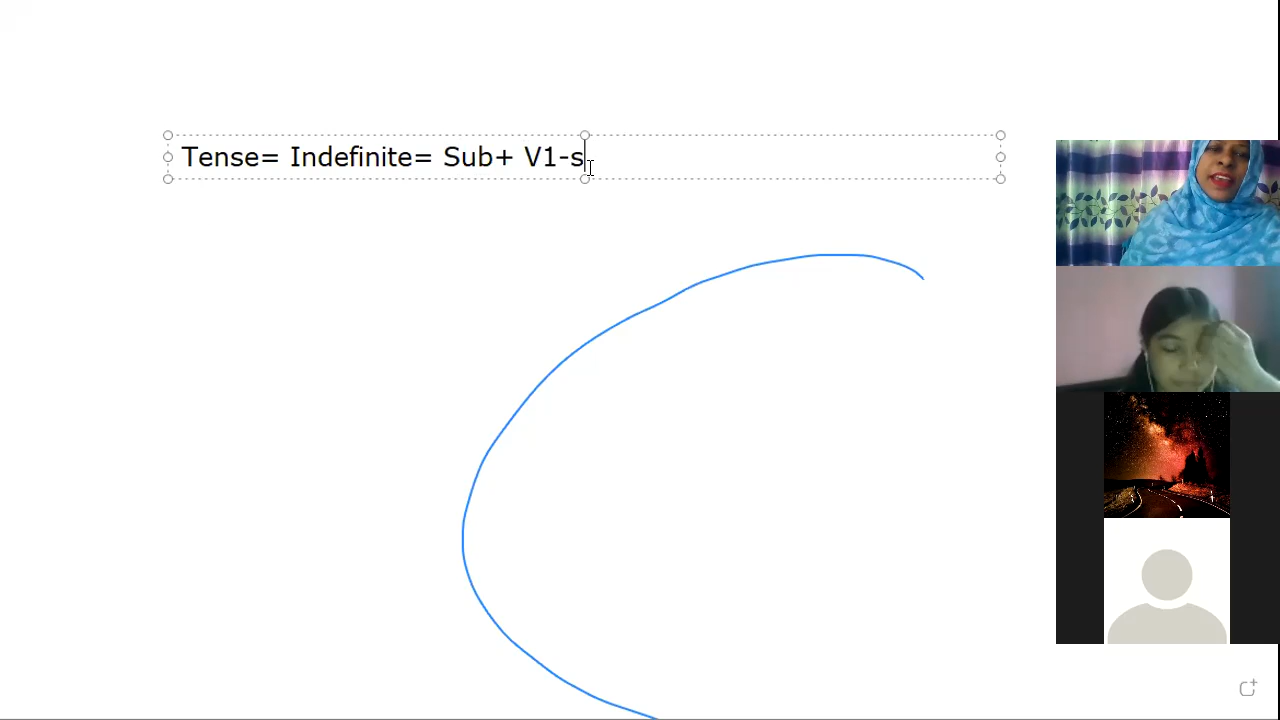 Tense= Indefinite= Sub+ V1-s